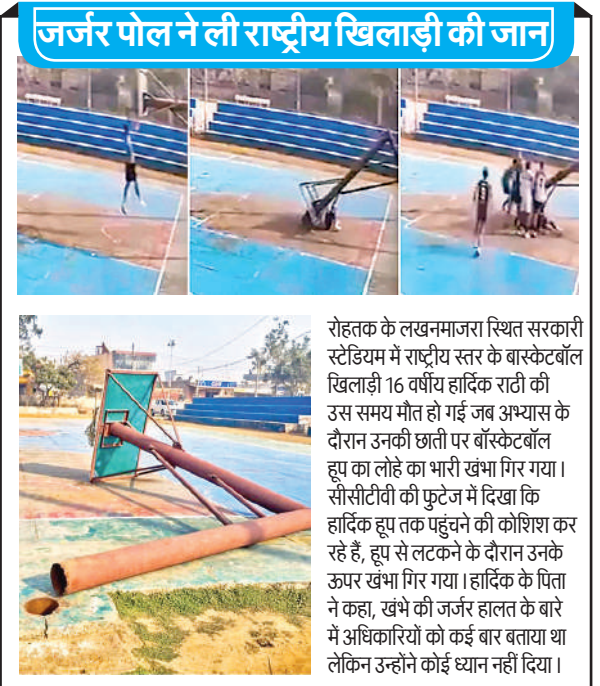 जर्जर पोल ने ली राष्ट्रीय खिलाड़ी की जान
रोहतक के लखनमाजरा स्थित सरकारी
स्टेडियम में राष्ट्रीय स्तर के बास्केटबॉल
खिलाड़ी 16 वर्षीय हार्दिक राठी की
उस समय मौत हो गई जब अभ्यास के
दौरान उनकी छाती पर बॉस्केटबॉल
हूप का लोहे का भारी खंभा गिर गया।
सीसीटीवी की फुटेज में दिखा कि
हार्दिक हूप तक पहुंचने की कोशिश कर
रहे हैं, हूप से लटकने के दौरान उनके
ऊपर खंभा गिर गया। हार्दिक के पिता
ने कहा, खंभे की जर्जर हालत के बारे
में अधिकारियों को कई बार बताया था
लेकिन उन्होंने कोई ध्यान नहीं दिया।